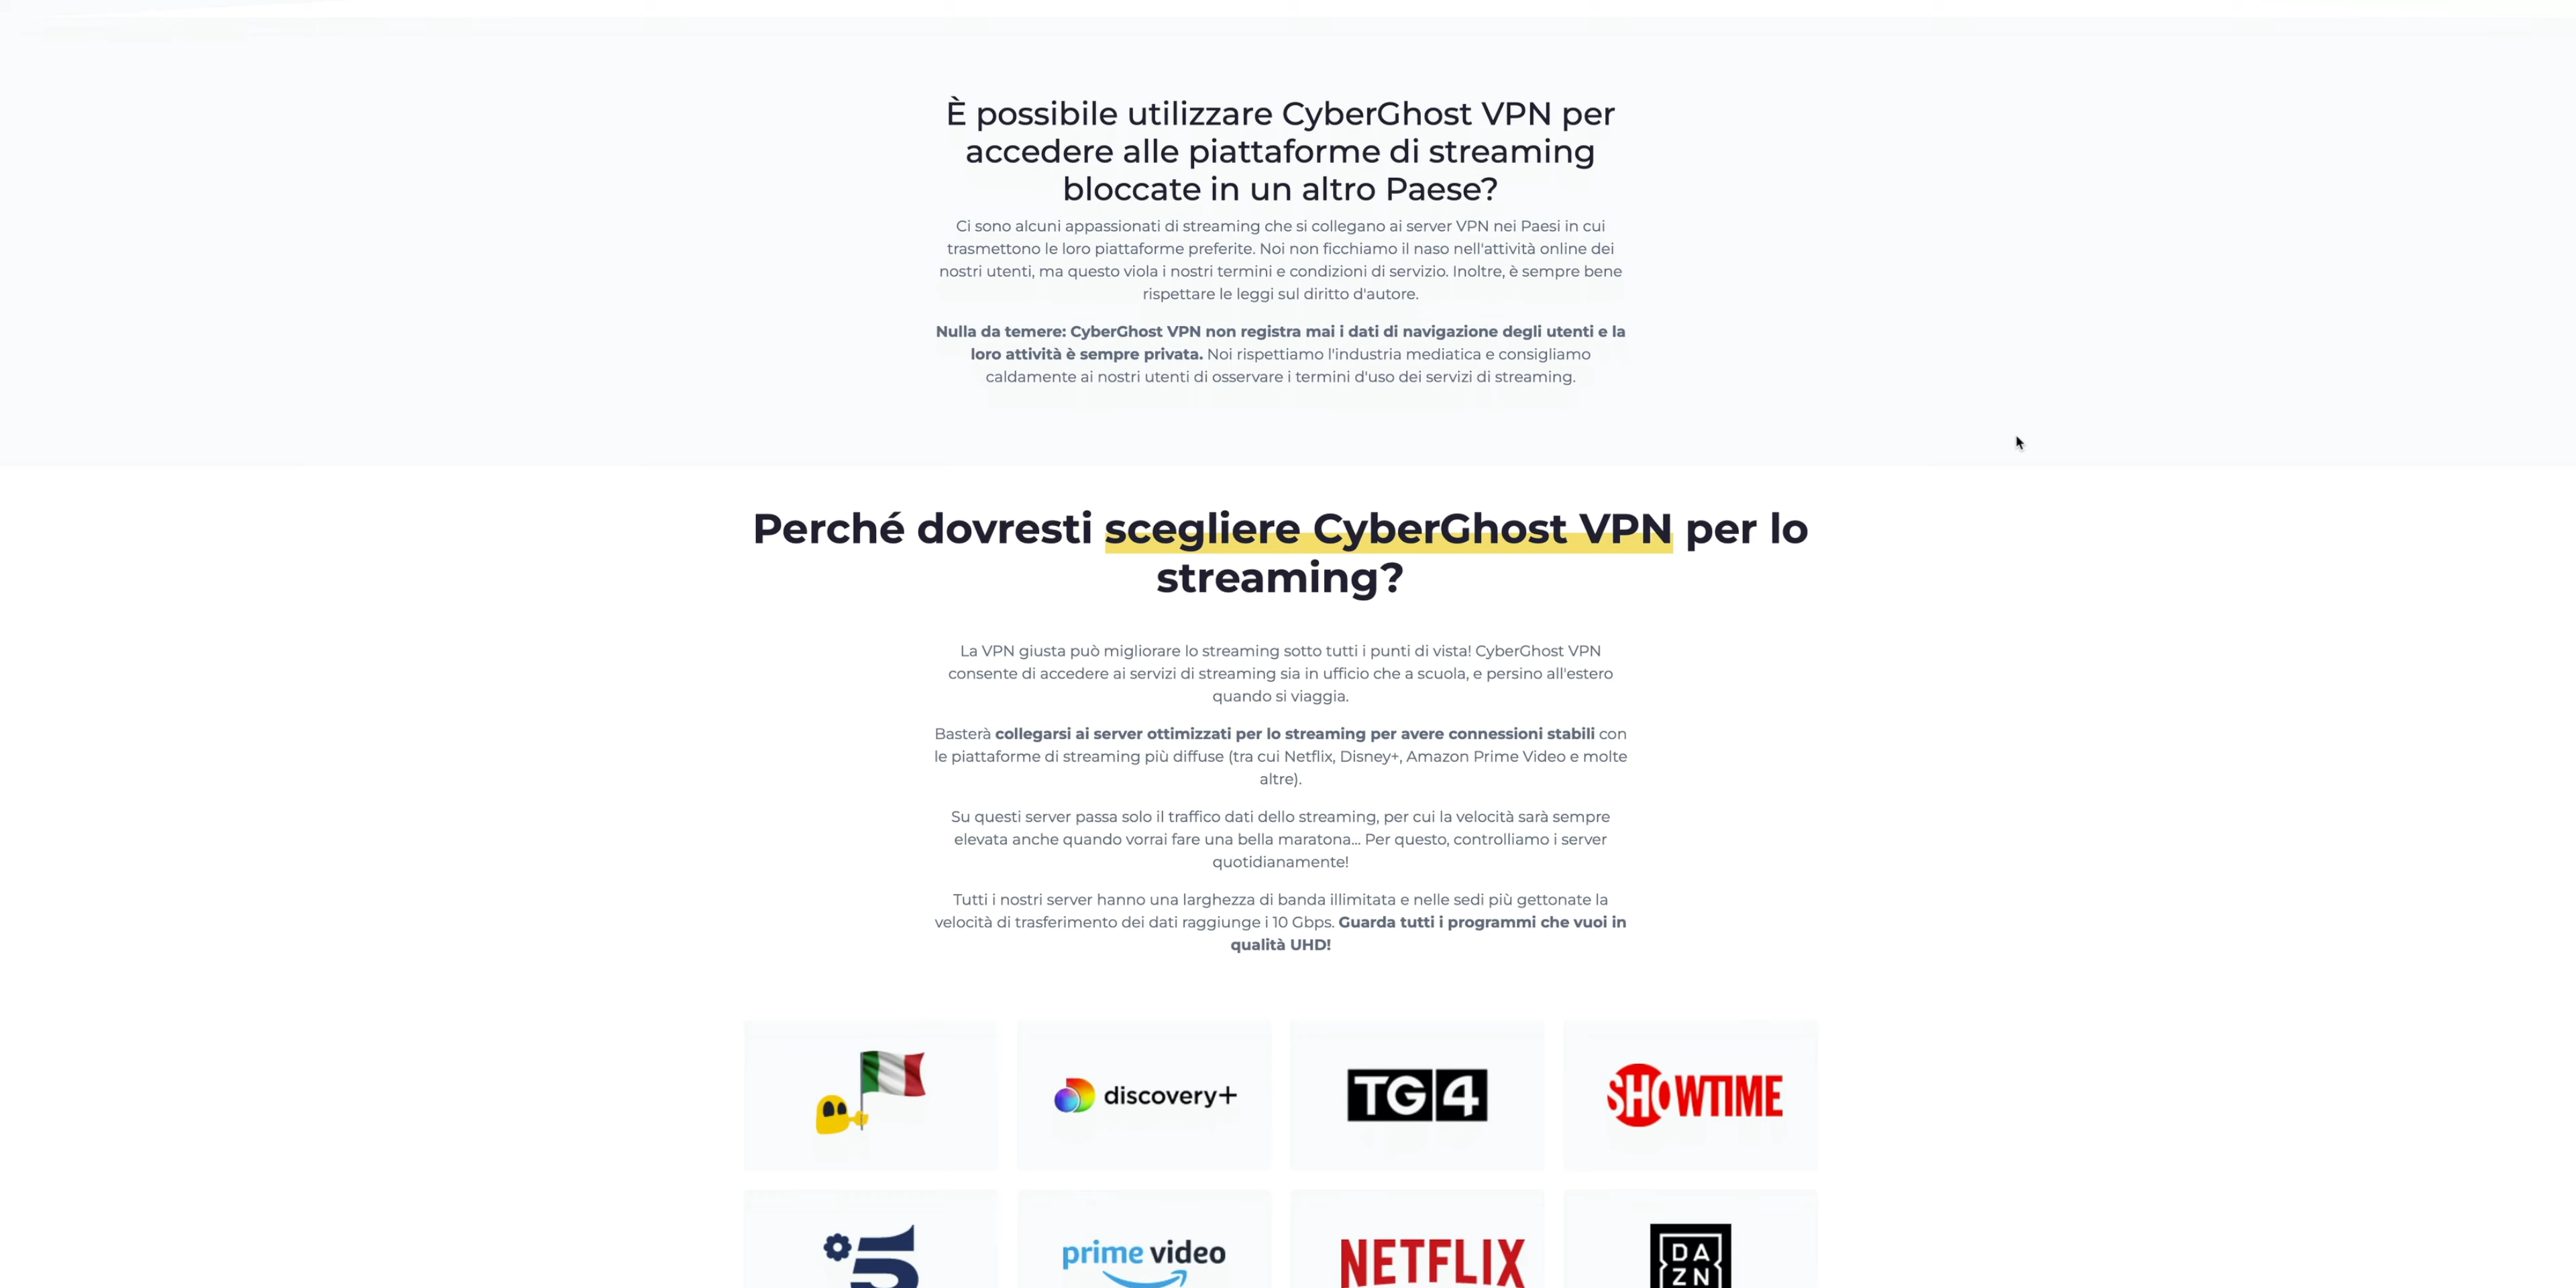 È possibile utilizzare CyberGhost VPN per
accedere alle piattaforme di streaming
bloccate in un altro Paese?
Ci sono alcuni appassionati di streaming che si collegano ai server VPN nei Paesi in cui
trasmettono le loro piattaforme preferite. Noi non ficchiamo il naso nell'attività online dei
nostri utenti, ma questo viola i nostri termini e condizioni di servizio. Inoltre, è sempre bene
rispettare le leggi sul diritto d'autore.
Nulla da temere: CyberGhost VPN non registra mai i dati di navigazione degli utenti e la
loro attività è sempre privata. Noi rispettiamo l'industria mediatica e consigliamo
caldamente ai nostri utenti di osservare i termini d'uso dei servizi di streaming.
Perché dovresti scegliere CyberGhost VPN per lo
streaming?
La VPN giusta può migliorare lo streaming sotto tutti i punti di vista! CyberGhost VPN
consente di accedere ai servizi di streaming sia in ufficio che a scuola, e persino all'estero
quando si viaggia.
Basterà collegarsi ai server ottimizzati per lo streaming per avere connessioni stabili con
le piattaforme di streaming più diffuse (tra cui Netflix, Disney+, Amazon Prime Video e molte
altre).
Su questi server passa solo il traffico dati dello streaming, per cui la velocità sarà sempre
elevata anche quando vorrai fare una bella maratona... Per questo, controlliamo i server
quotidianamente!
Tutti i nostri server hanno una larghezza di banda illimitata e nelle sedi più gettonate la
velocità di trasferimento dei dati raggiunge i 10 Gbps. Guarda tutti i programmi che vuoi in
qualità UHD!
discovery+
TG4
SHOWTIME
5
prime video
NETFLIX
DA
ZN